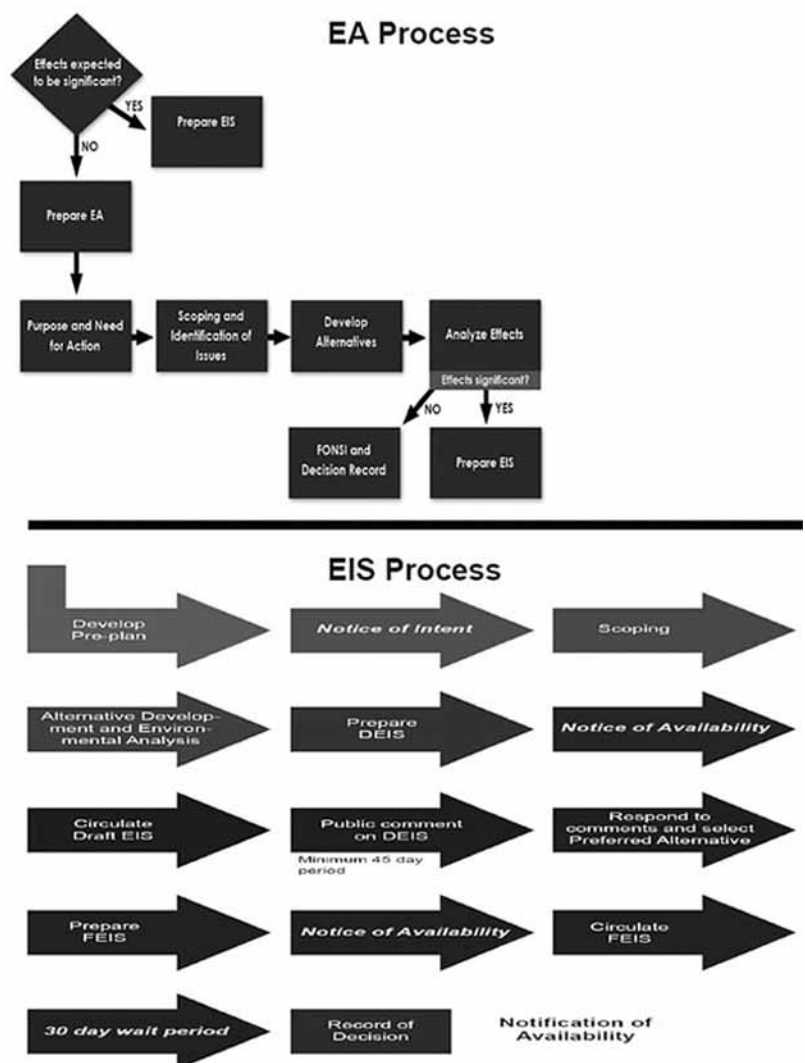 EA Process
Effects expected
to be significant?
YES
Prepare EIS
NO
Prepare EA
Purpose and Need
for Action
Scoping and
Identification of
Issues
Develop
Alternatives
Analyze Effects
Effects significant?
NO
YES
FONSI and
Decision Record
Prepare EIS
EIS Process
Develop
Pre-plan
Notice of Intent
Scoping
Alternative Develop-
ment and Environ-
mental Analysis
Prepare
DEIS
Notice of Availability
Circulate
Draft EIS
Public comment
on DEIS
Minimum 45 day
period
Respond to
comments and select
Preferred Alternative
Prepare
FEIS
Notice of Availability
Circulate
FEIS
30 day wait period
Record of
Decision
Notification of
Availability